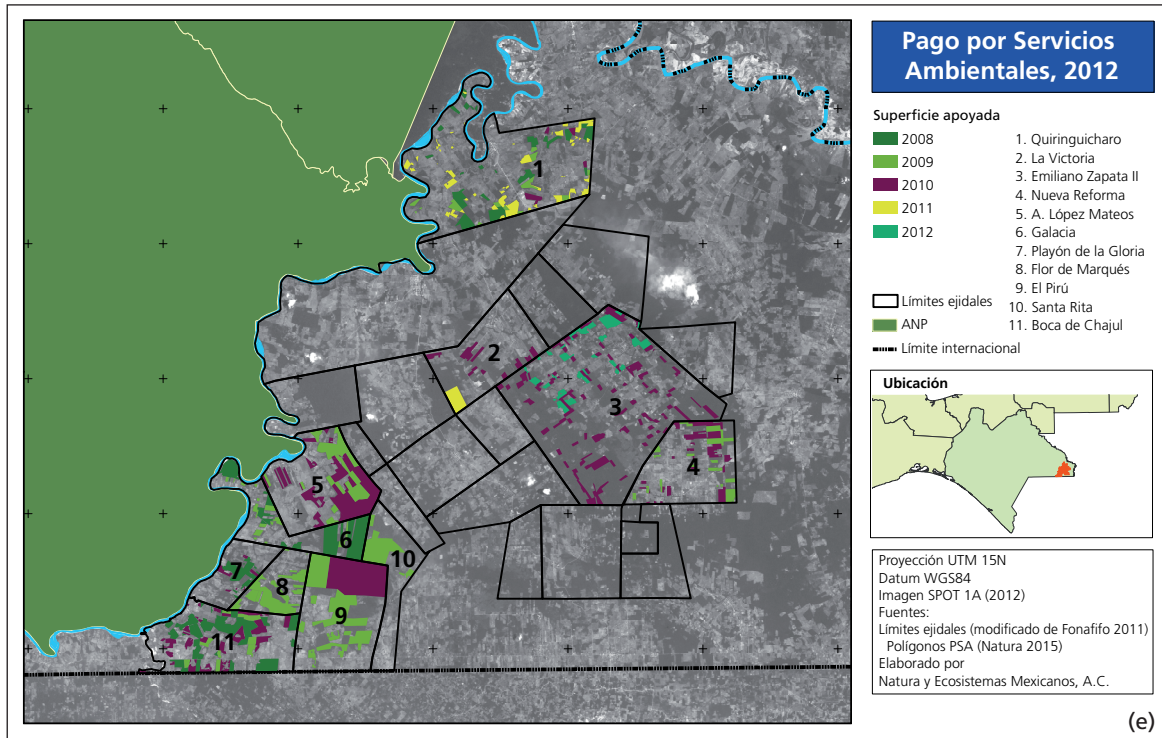 Pago por Servicios
Ambientales, 2012
Superficie apoyada
2008
2009
2010
2011
2012
1. Quiringuicharo
2. La Victoria
3. Emiliano Zapata II
4. Nueva Reforma
5. A. López Mateos
6. Galacia
7. Playón de la Gloria
8. Flor de Marqués
9. El Pirú
10. Santa Rita
11. Boca de Chajul
Límites ejidales
ANP
Límite internacional
Ubicación
Proyección UTM 15N
Datum WGS84
Imagen SPOT 1A (2012)
Fuentes:
Límites ejidales (modificado de Fonafifo 2011)
Polígonos PSA (Natura 2015)
Elaborado por
Natura y Ecosistemas Mexicanos, A.C.
(e)
1
2
3
4
5
6
10
7
8
9
11